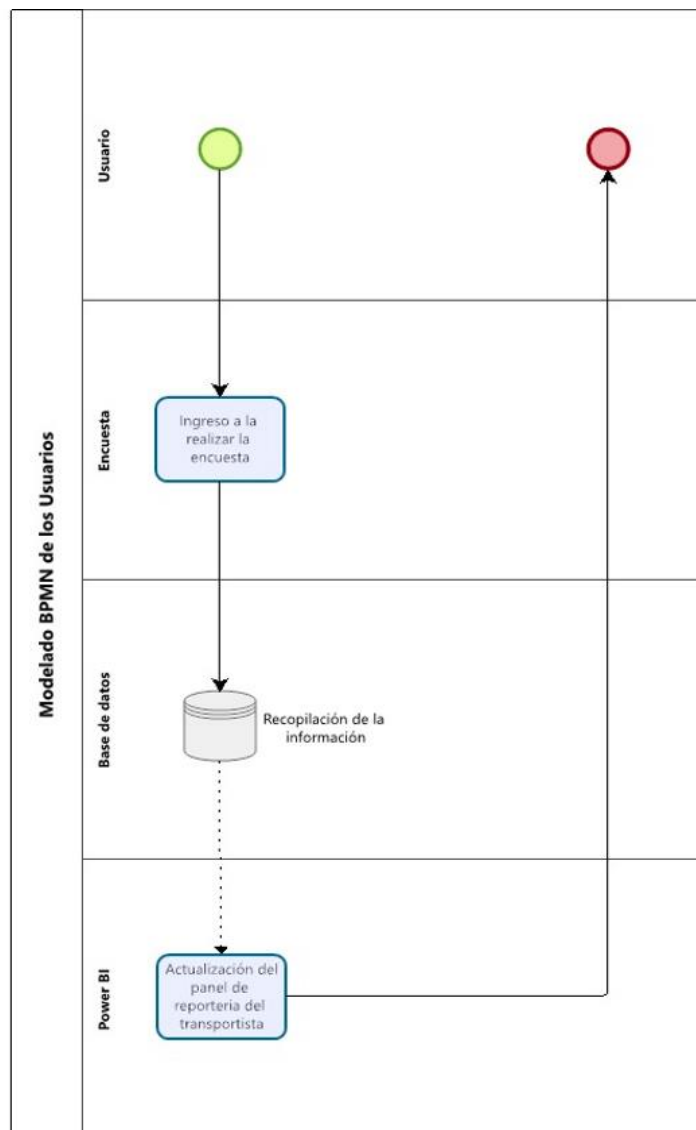 Modelado BPMN de los Usuarios
Usuario
Encuesta
Ingreso a la
realizar la
encuesta
Base de datos
Recopilación de la
información
Power BI
Actualización del
panel de
reporteria del
transportista